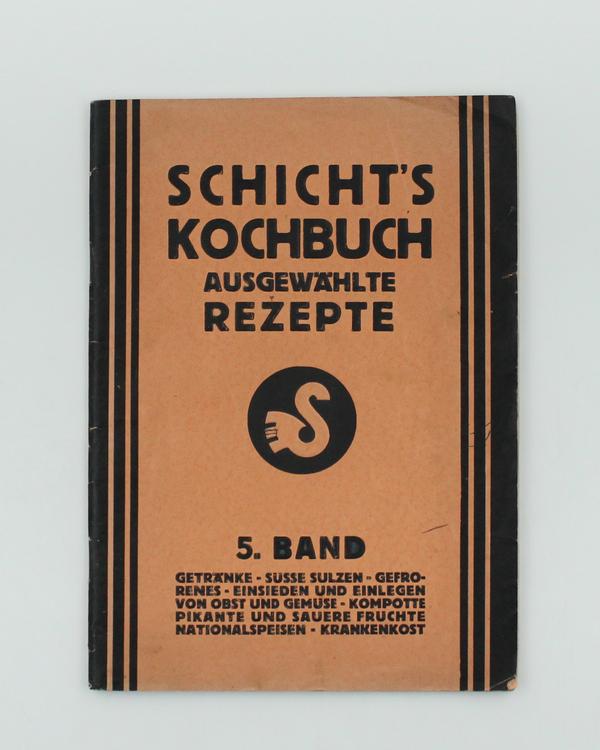 SCHICHT'S
KOCHBUCH
AUSGEWÄHLTE
REZEPTE
5. BAND
GETRÄNKE - SÜSSE SULZEN - GEFRO-
RENES - EINSIEDEN UND EINLEGEN
VON OBST UND GEMÜSE - KOMPOTTE
PIKANTE UND SAUERE FRÜCHTE
NATIONALSPEISEN - KRANKENKOST